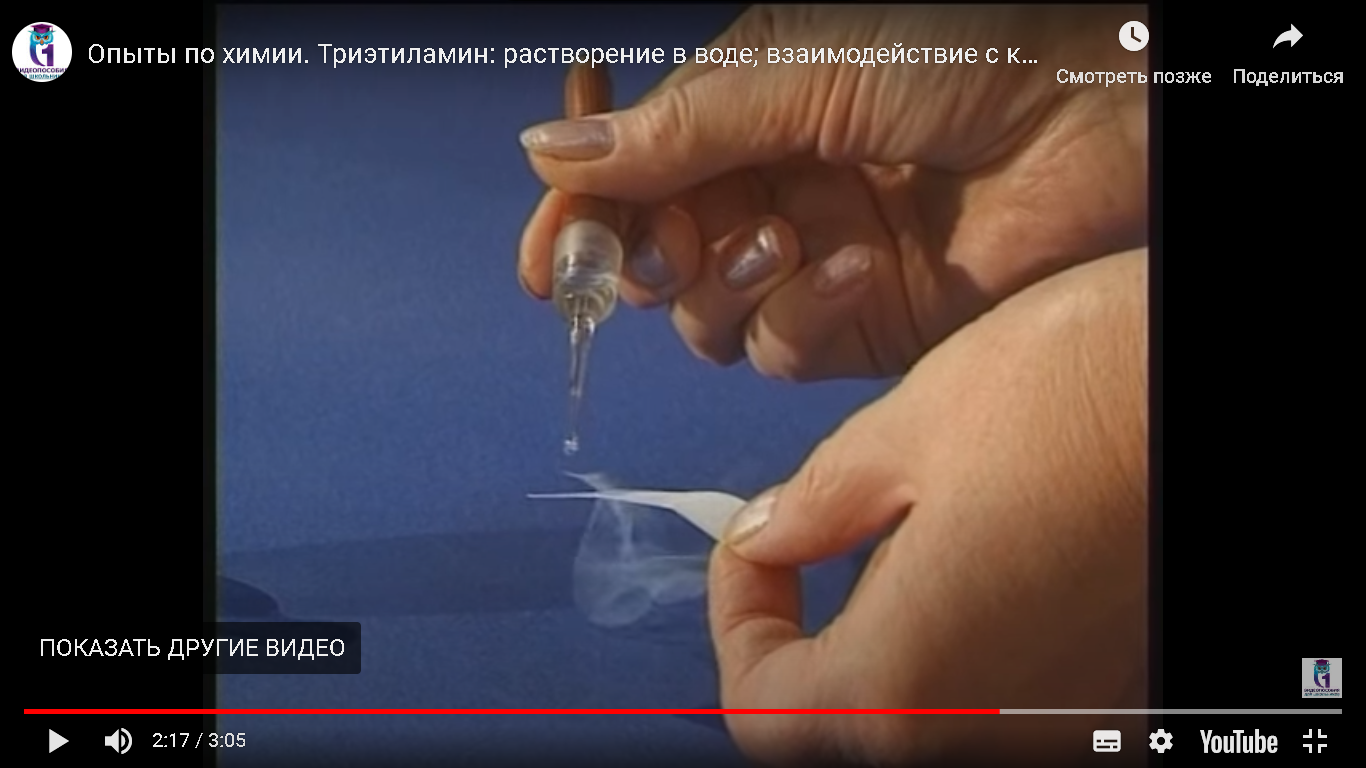 Опыты по химии. Триэтиламин: растворение в воде; взаимодействие с к...
Смотреть позже
Поделиться
ПОКАЗАТЬ ДРУГИЕ ВИДЕО
2:17 / 3:05
YouTube